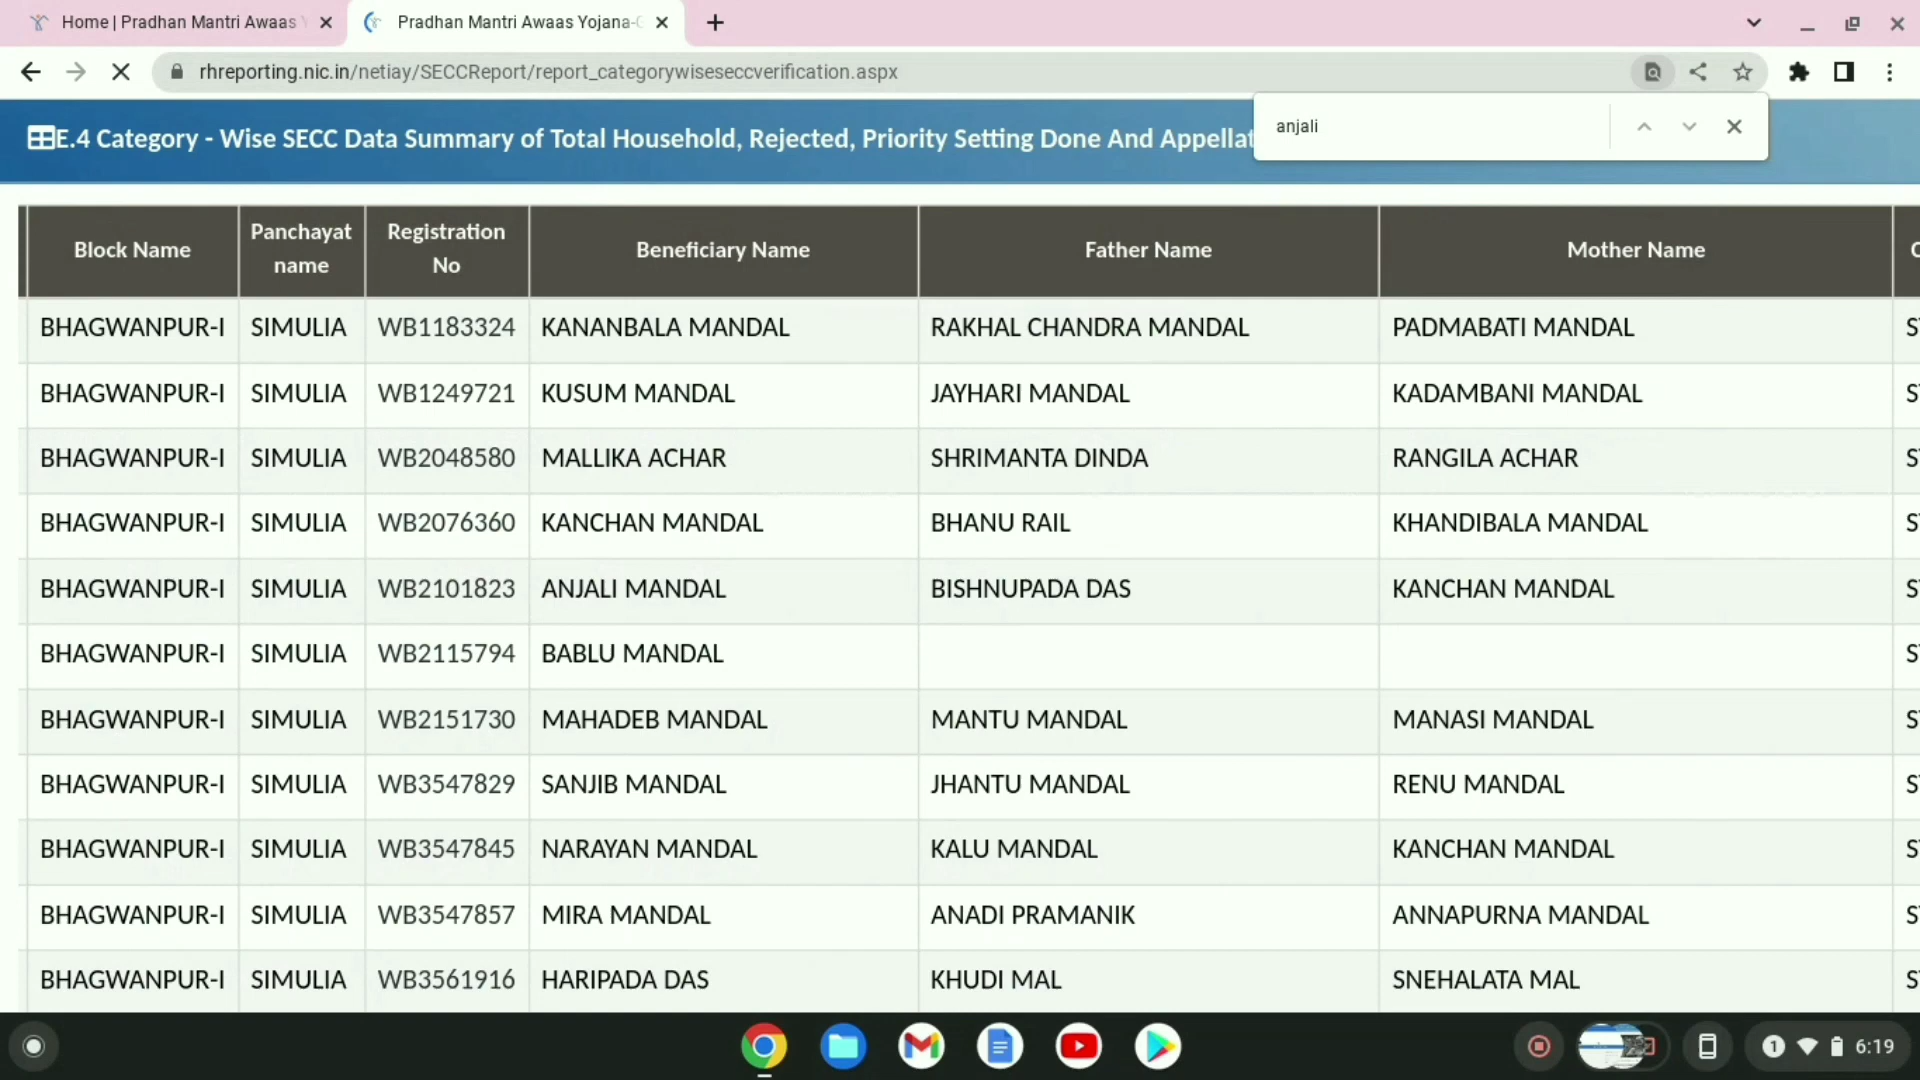 Home | Pradhan Mantri Awaas Y
Pradhan Mantri Awaas Yojana-G
rhreporting.nic.in/netiay/SECCReport/report_categorywiseseccverification.aspx
anjali
E.4 Category - Wise SECC Data Summary of Total Household, Rejected, Priority Setting Done And Appellat
Block Name Panchayat name Registration No Beneficiary Name Father Name Mother Name C
BHAGWANPUR-I SIMULIA WB1183324 KANANBALA MANDAL RAKHAL CHANDRA MANDAL PADMABATI MANDAL S
BHAGWANPUR-I SIMULIA WB1249721 KUSUM MANDAL JAYHARI MANDAL KADAMBANI MANDAL S
BHAGWANPUR-I SIMULIA WB2048580 MALLIKA ACHAR SHRIMANTA DINDA RANGILA ACHAR S
BHAGWANPUR-I SIMULIA WB2076360 KANCHAN MANDAL BHANU RAIL KHANDIBALA MANDAL S
BHAGWANPUR-I SIMULIA WB2101823 ANJALI MANDAL BISHNUPADA DAS KANCHAN MANDAL S
BHAGWANPUR-I SIMULIA WB2115794 BABLU MANDAL S
BHAGWANPUR-I SIMULIA WB2151730 MAHADEB MANDAL MANTU MANDAL MANASI MANDAL S
BHAGWANPUR-I SIMULIA WB3547829 SANJIB MANDAL JHANTU MANDAL RENU MANDAL S
BHAGWANPUR-I SIMULIA WB3547845 NARAYAN MANDAL KALU MANDAL KANCHAN MANDAL S
BHAGWANPUR-I SIMULIA WB3547857 MIRA MANDAL ANADI PRAMANIK ANNAPURNA MANDAL S
BHAGWANPUR-I SIMULIA WB3561916 HARIPADA DAS KHUDI MAL SNEHALATA MAL S
1 6:19